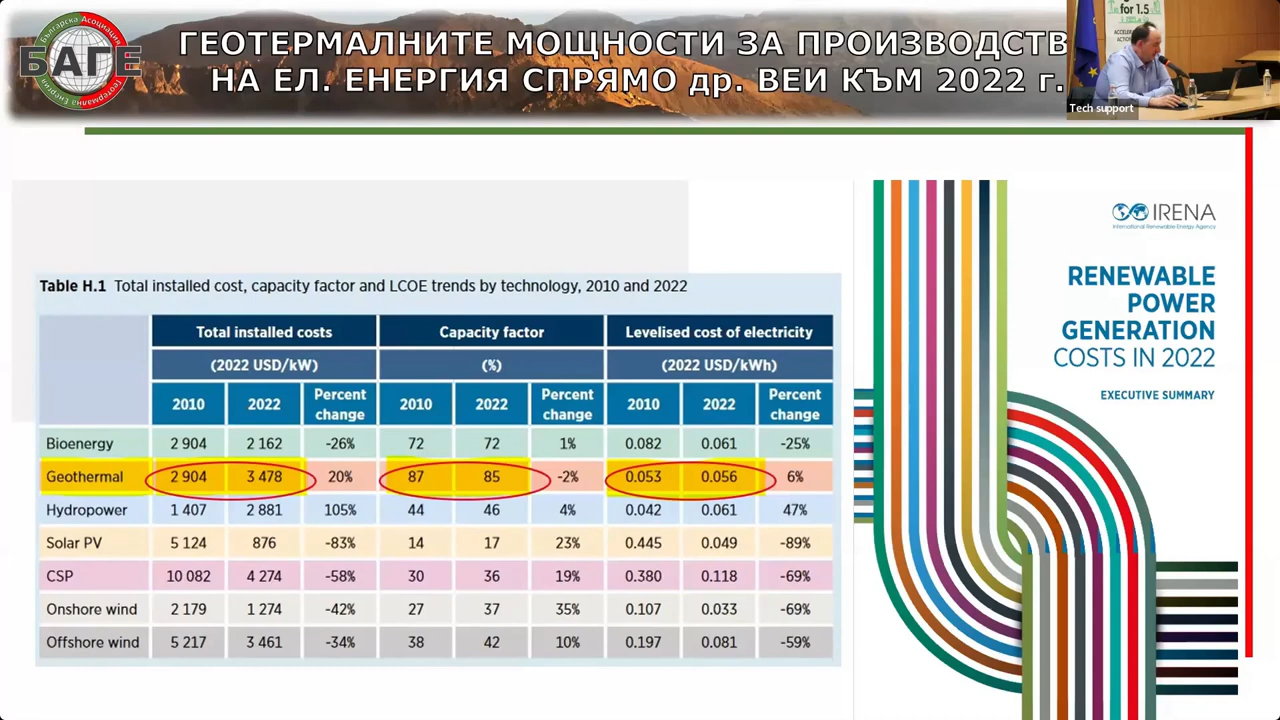 Българска Асоциация
БАГЕ
Геотермална Енергия
ГЕОТЕРМАЛНИТЕ МОЩНОСТИ ЗА ПРОИЗВОДСТВ
НА ЕЛ. ЕНЕРГИЯ СПРЯМО др. ВЕИ КЪМ 2022 г.
for 1.5
Tech support
IRENA
International Renewable Energy Agency
RENEWABLE
POWER
GENERATION
COSTS IN 2022
EXECUTIVE SUMMARY
Table H.1 Total installed cost, capacity factor and LCOE trends by technology, 2010 and 2022
Total installed costs Capacity factor Levelised cost of electricity
(2022 USD/kW) (%) (2022 USD/kWh)
2010 2022 Percent change 2010 2022 Percent change 2010 2022 Percent change
Bioenergy 2 904 2 162 -26% 72 72 1% 0.082 0.061 -25%
Geothermal 2 904 3 478 20% 87 85 -2% 0.053 0.056 6%
Hydropower 1 407 2 881 105% 44 46 4% 0.042 0.061 47%
Solar PV 5 124 876 -83% 14 17 23% 0.445 0.049 -89%
CSP 10 082 4 274 -58% 30 36 19% 0.380 0.118 -69%
Onshore wind 2 179 1 274 -42% 27 37 35% 0.107 0.033 -69%
Offshore wind 5 217 3 461 -34% 38 42 10% 0.197 0.081 -59%